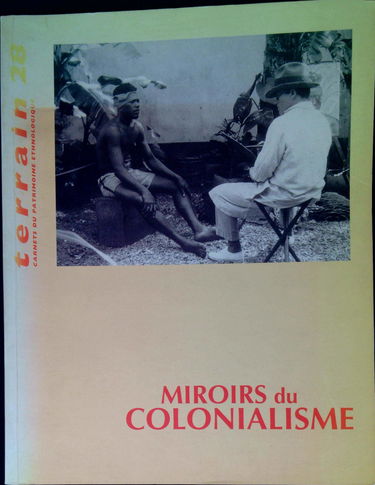 terrain 28
CARNETS DU PATRIMOINE ETHNOLOGIQUE
MIROIRS du
COLONIALISME